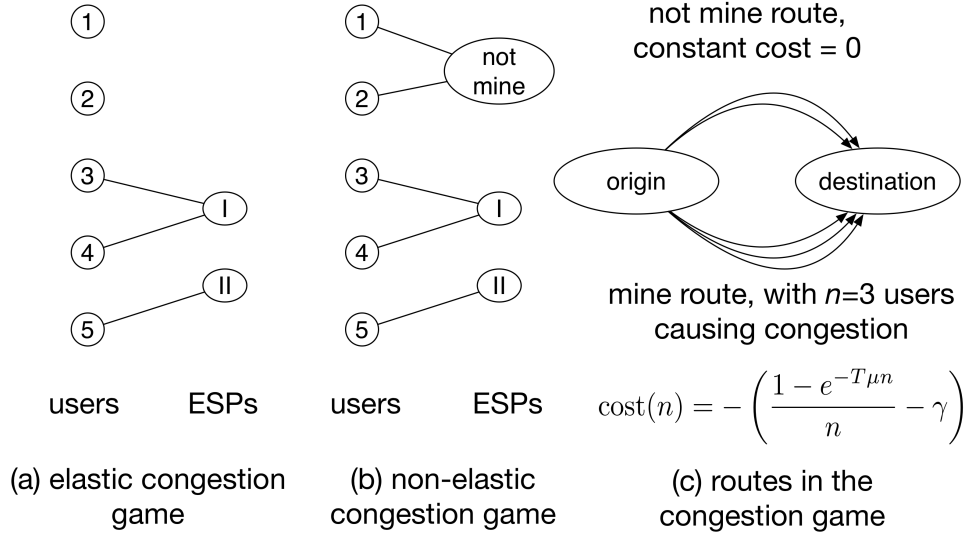 1
2
3
4
5
I
II
users ESPs
(a) elastic congestion
game
1
2
3
4
5
not
mine
I
II
users ESPs
(b) non-elastic
congestion game
not mine route,
constant cost = 0
origin
destination
mine route, with n=3 users
causing congestion
cost(n) = − ( (1 − e^{−Tμn}) / n − γ )
(c) routes in the
congestion game